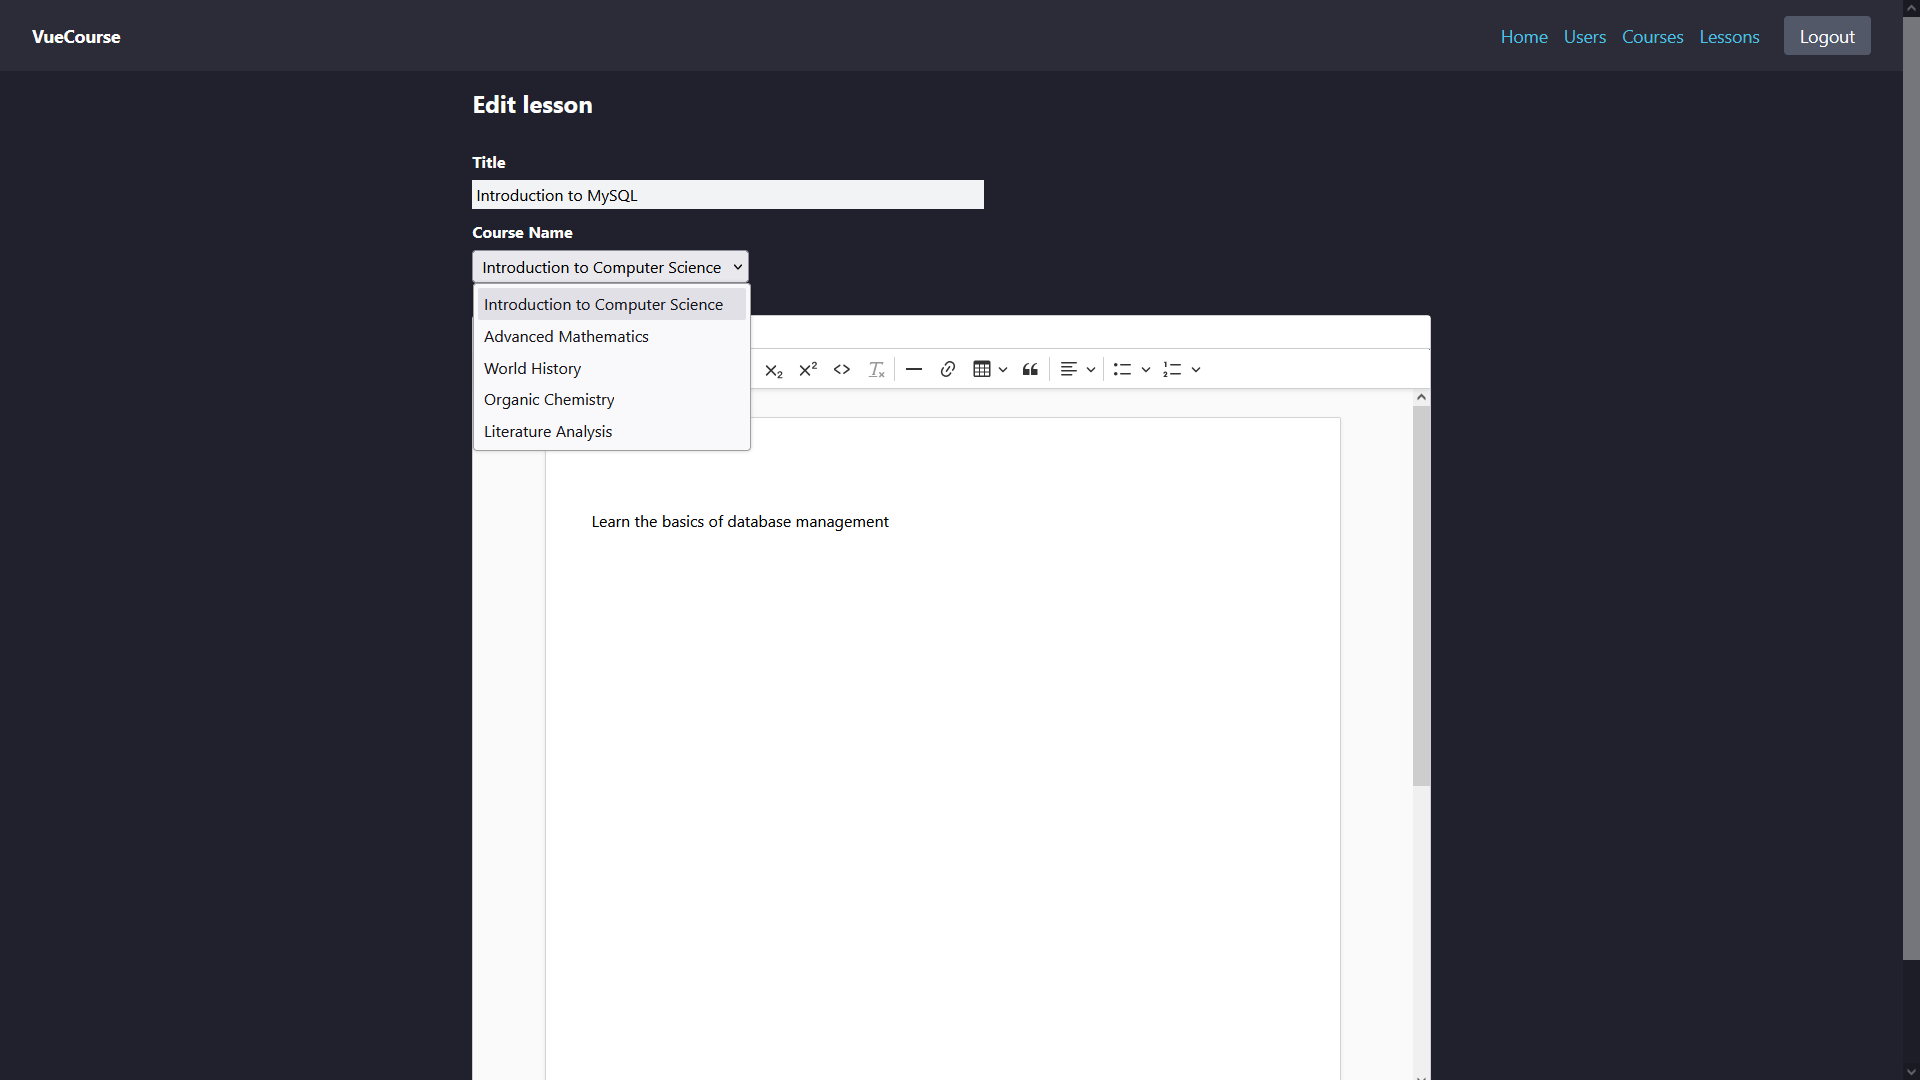 VueCourse
Home Users Courses Lessons Logout
Edit lesson
Title
Introduction to MySQL
Course Name
Introduction to Computer Science
Introduction to Computer Science
Advanced Mathematics
World History
Organic Chemistry
Literature Analysis
Learn the basics of database management